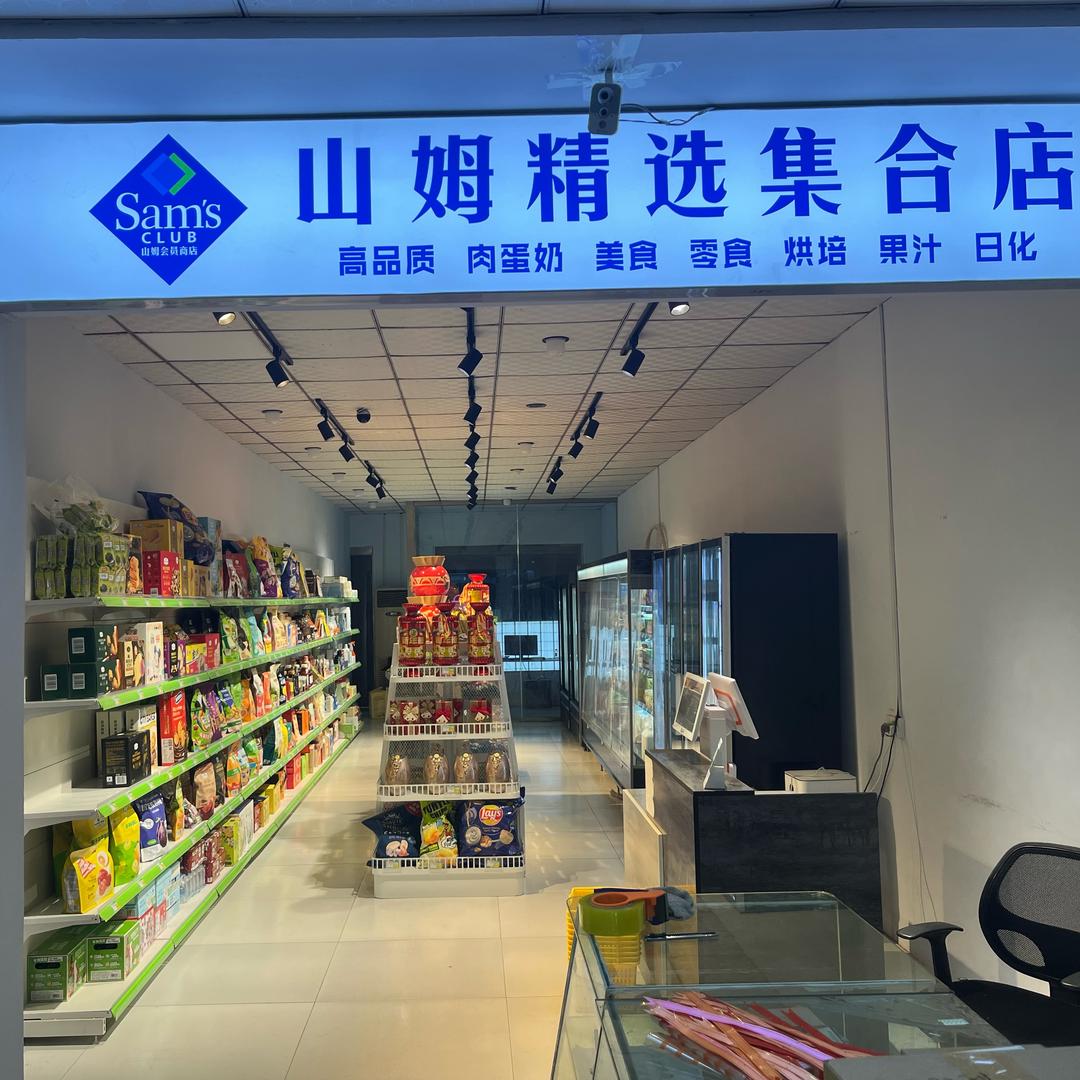 山姆精选集合店
Sam's
CLUB
山姆会员商店
高品质 肉蛋奶 美食 零食 烘培 果汁 日化
Lay's